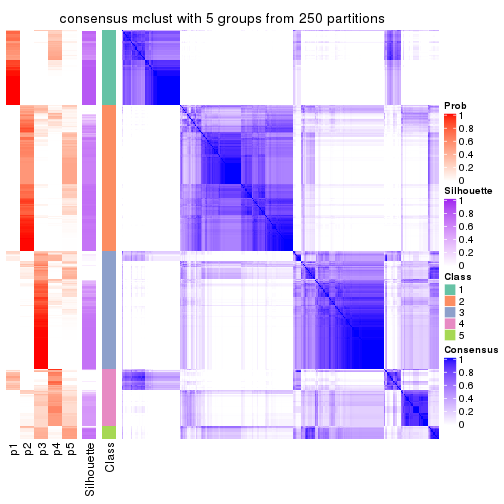 consensus mclust with 5 groups from 250 partitions
Prob
1
0.8
0.6
0.4
0.2
0
Silhouette
1
0.8
0.6
0.4
0.2
0
Class
1
2
3
4
5
Consensus
1
0.8
0.6
0.4
0.2
0
p1
p2
p3
p4
p5
Silhouette
Class